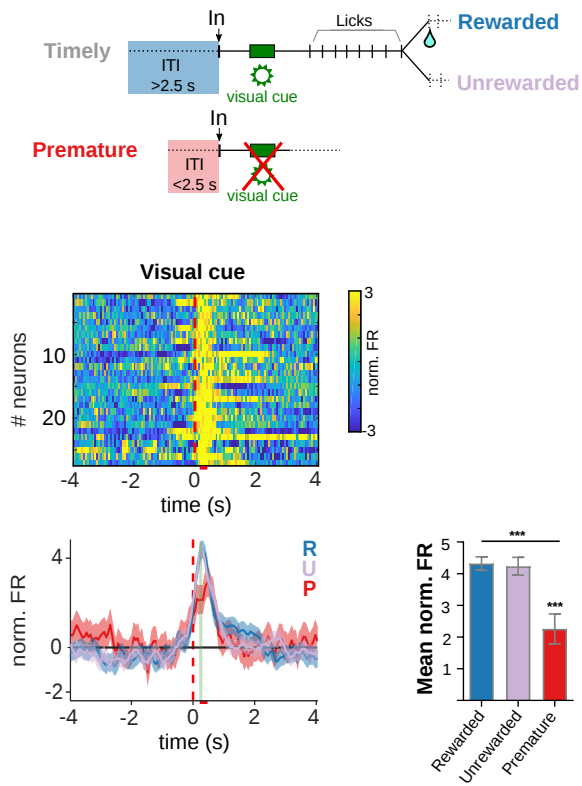 In
Licks
Rewarded
Timely
ITI
>2.5 s
visual cue
Unrewarded
In
Premature
ITI
<2.5 s
visual cue
Visual cue
# neurons
10
20
-4
-2
0
2
4
time (s)
3
-3
norm. FR
norm. FR
4
0
-2
R
U
P
-4
-2
0
2
4
time (s)
Mean norm. FR
5
4
3
2
1
***
***
Rewarded
Unrewarded
Premature